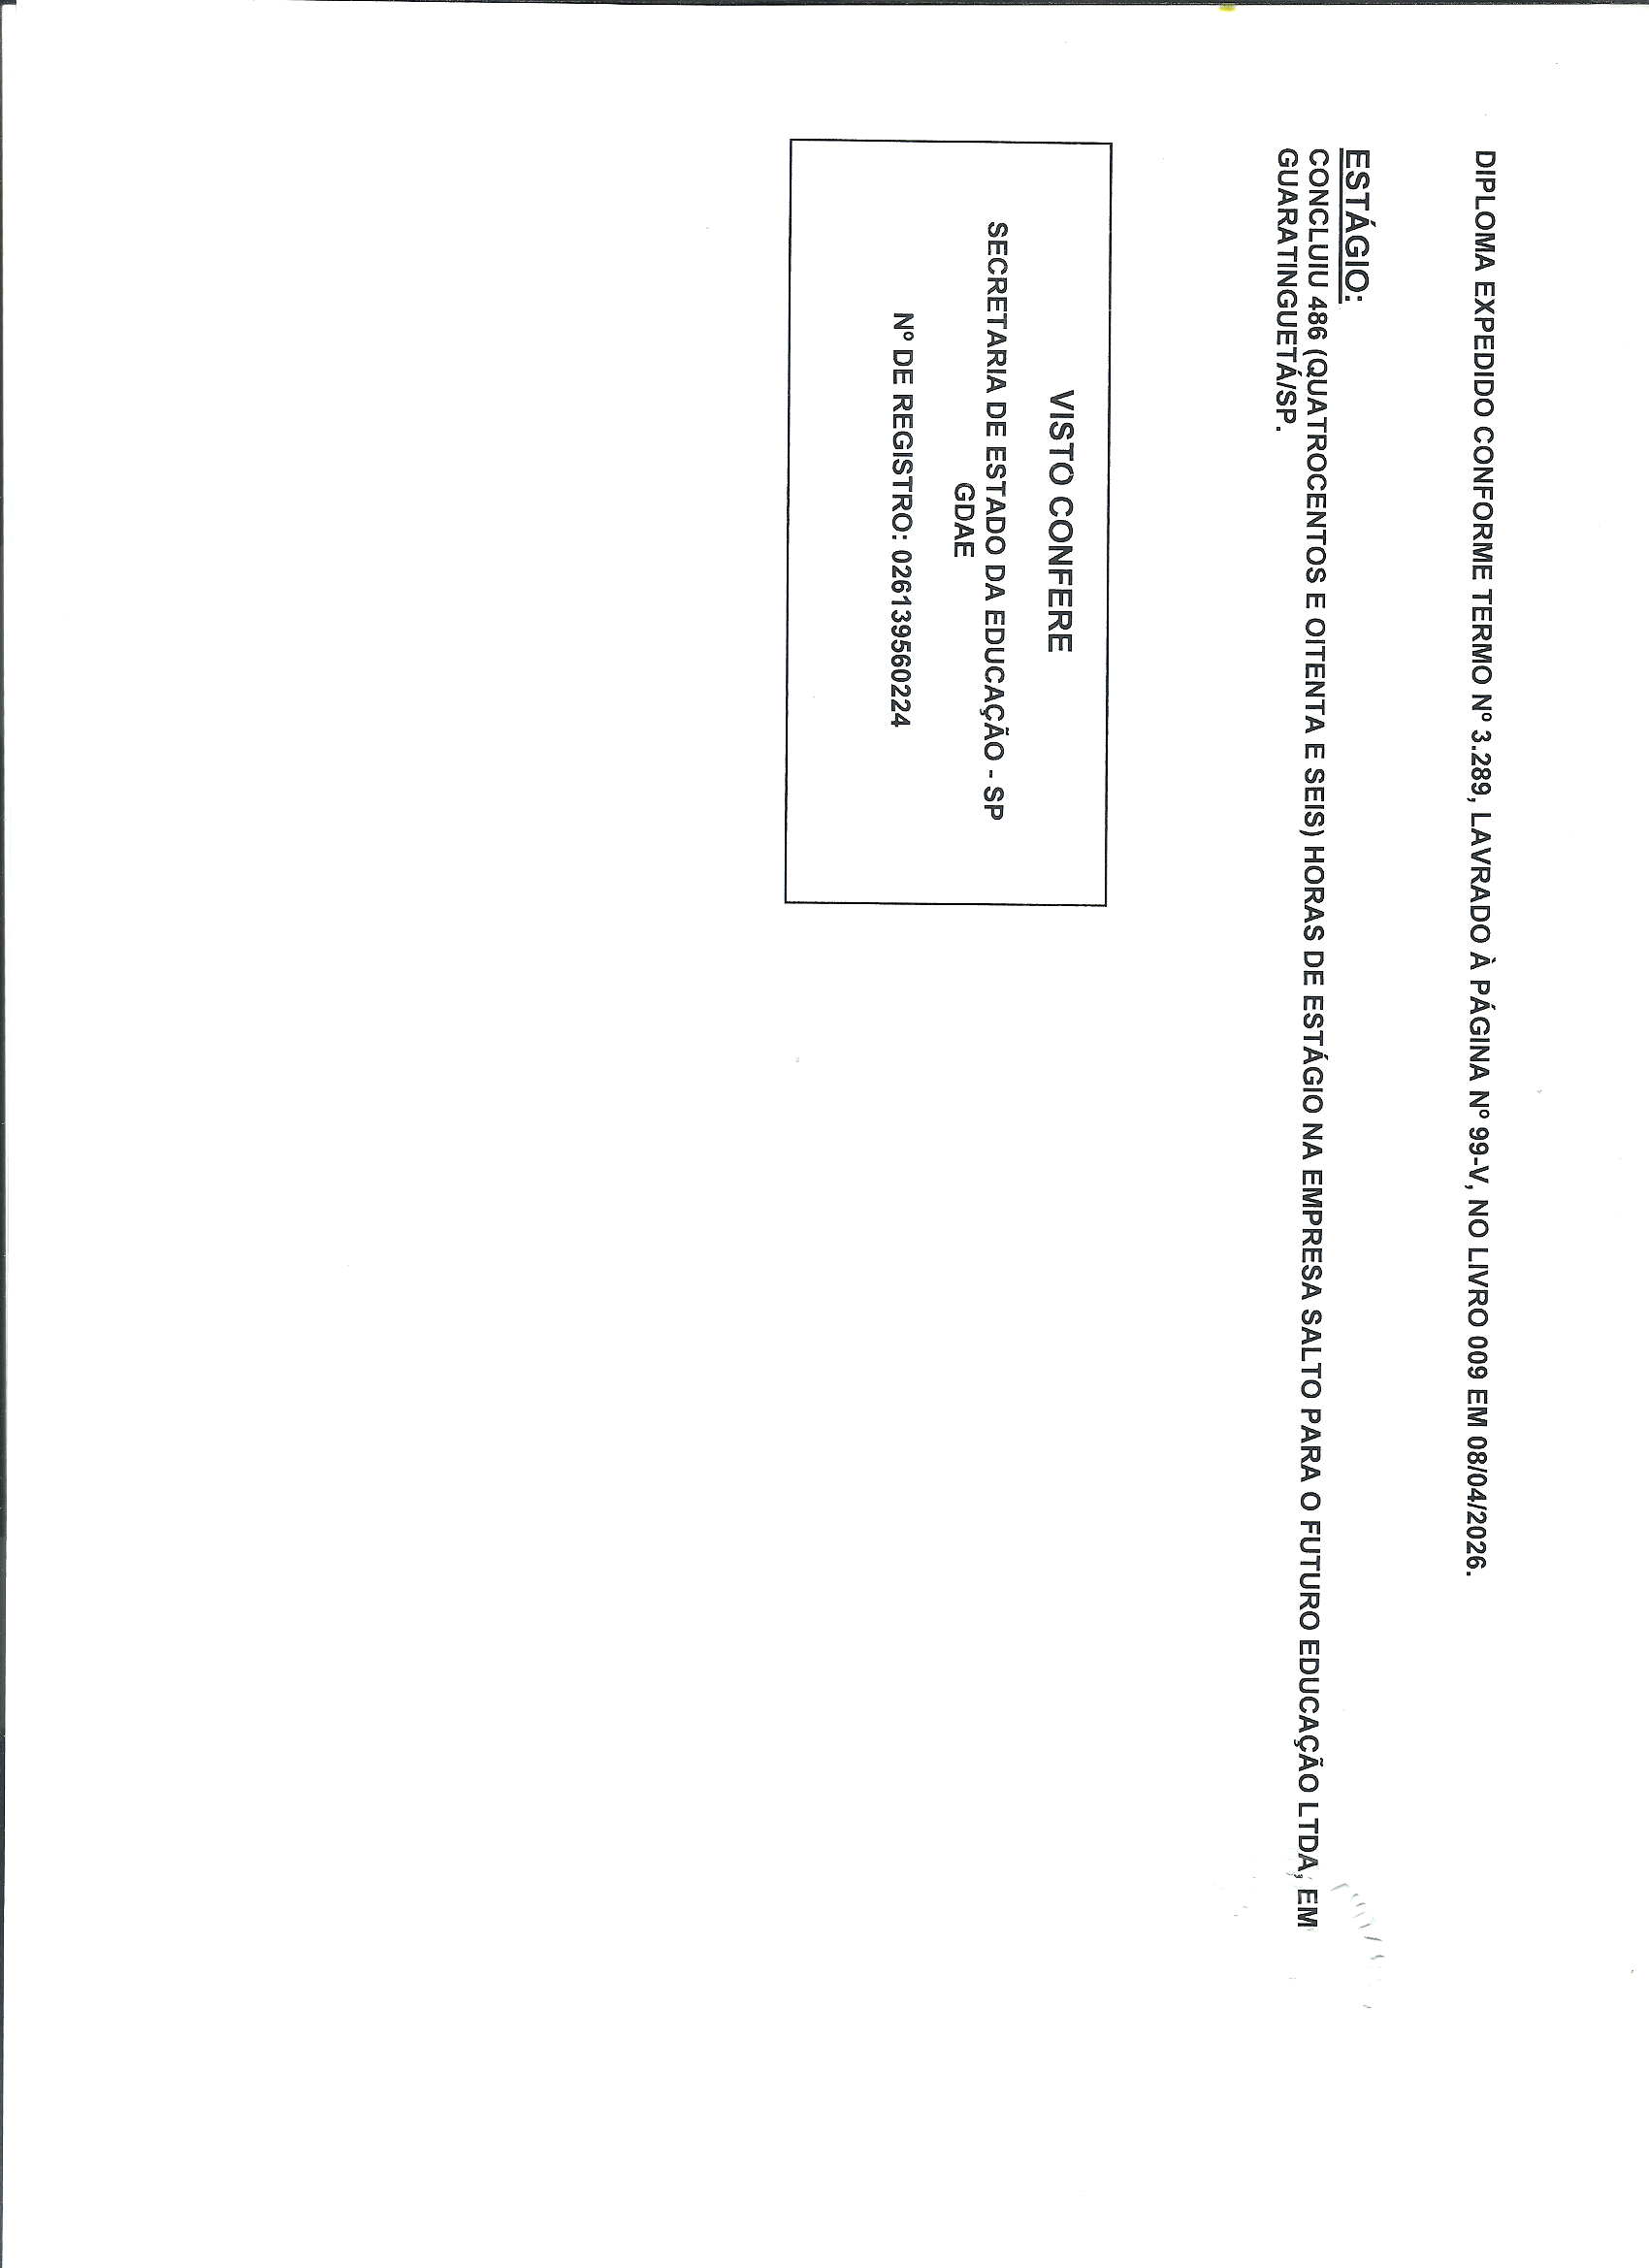 DIPLOMA EXPEDIDO CONFORME TERMO Nº 3.289, LAVRADO À PÁGINA Nº 99-V, NO LIVRO 009 EM 08/04/2026.
ESTÁGIO:
CONCLUIU 486 (QUATROCENTOS E OITENTA E SEIS) HORAS DE ESTÁGIO NA EMPRESA SALTO PARA O FUTURO EDUCAÇÃO LTDA, EM
GUARATINGUETÁ/SP.
VISTO CONFERE
SECRETARIA DE ESTADO DA EDUCAÇÃO - SP
GDAE
Nº DE REGISTRO: 026139560224